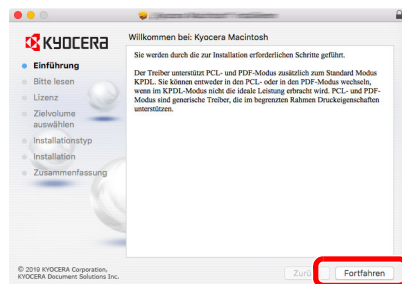 KYOCERA
Willkommen bei: Kyocera Macintosh
Einführung
Bitte lesen
Lizenz
Zielvolume
auswählen
Installationstyp
Installation
Zusammenfassung
Sie werden durch die zur Installation erforderlichen Schritte geführt.
Der Treiber unterstützt PCL- und PDF-Modus zusätzlich zum Standard Modus
KPDL. Sie können entweder in den PCL- oder in den PDF-Modus wechseln,
wenn im KPDL-Modus nicht die ideale Leistung erbracht wird. PCL- und PDF-
Modus sind generische Treiber, die im begrenzten Rahmen Druckeigenschaften
unterstützen.
© 2019 KYOCERA Corporation,
KYOCERA Document Solutions Inc.
Fortfahren